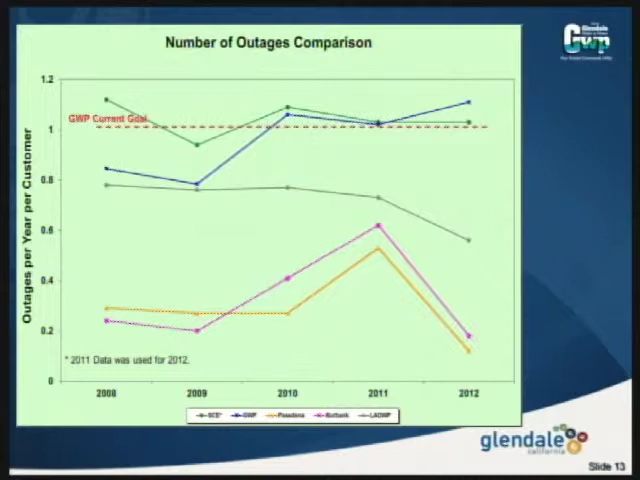 Number of Outages Comparison
Glendale
GWP
Outages per Year per Customer
1.2
1
0.8
0.6
0.4
0.2
0
GWP Current Goal
* 2011 Data was used for 2012.
2008
2009
2010
2011
2012
SCE*
GWP
Pasadena
Burbank
LADWP
glendale
california
Slide 13